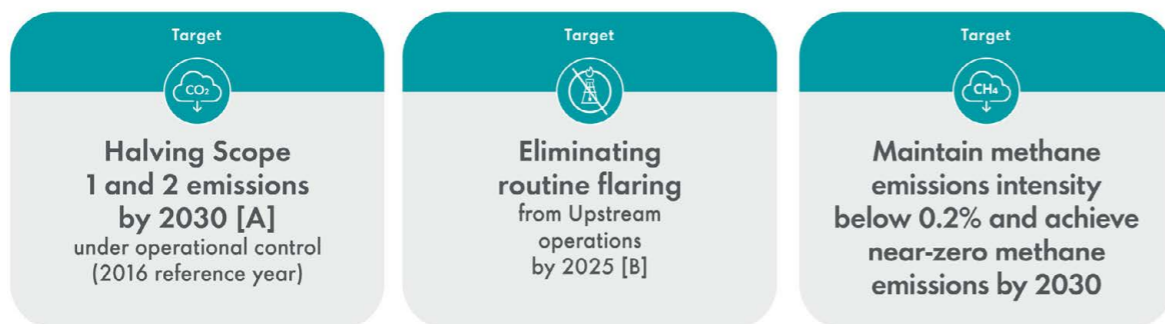 Target
CO₂
Halving Scope
1 and 2 emissions
by 2030 [A]
under operational control
(2016 reference year)
Target
Eliminating
routine flaring
from Upstream
operations
by 2025 [B]
Target
CH₄
Maintain methane
emissions intensity
below 0.2% and achieve
near-zero methane
emissions by 2030